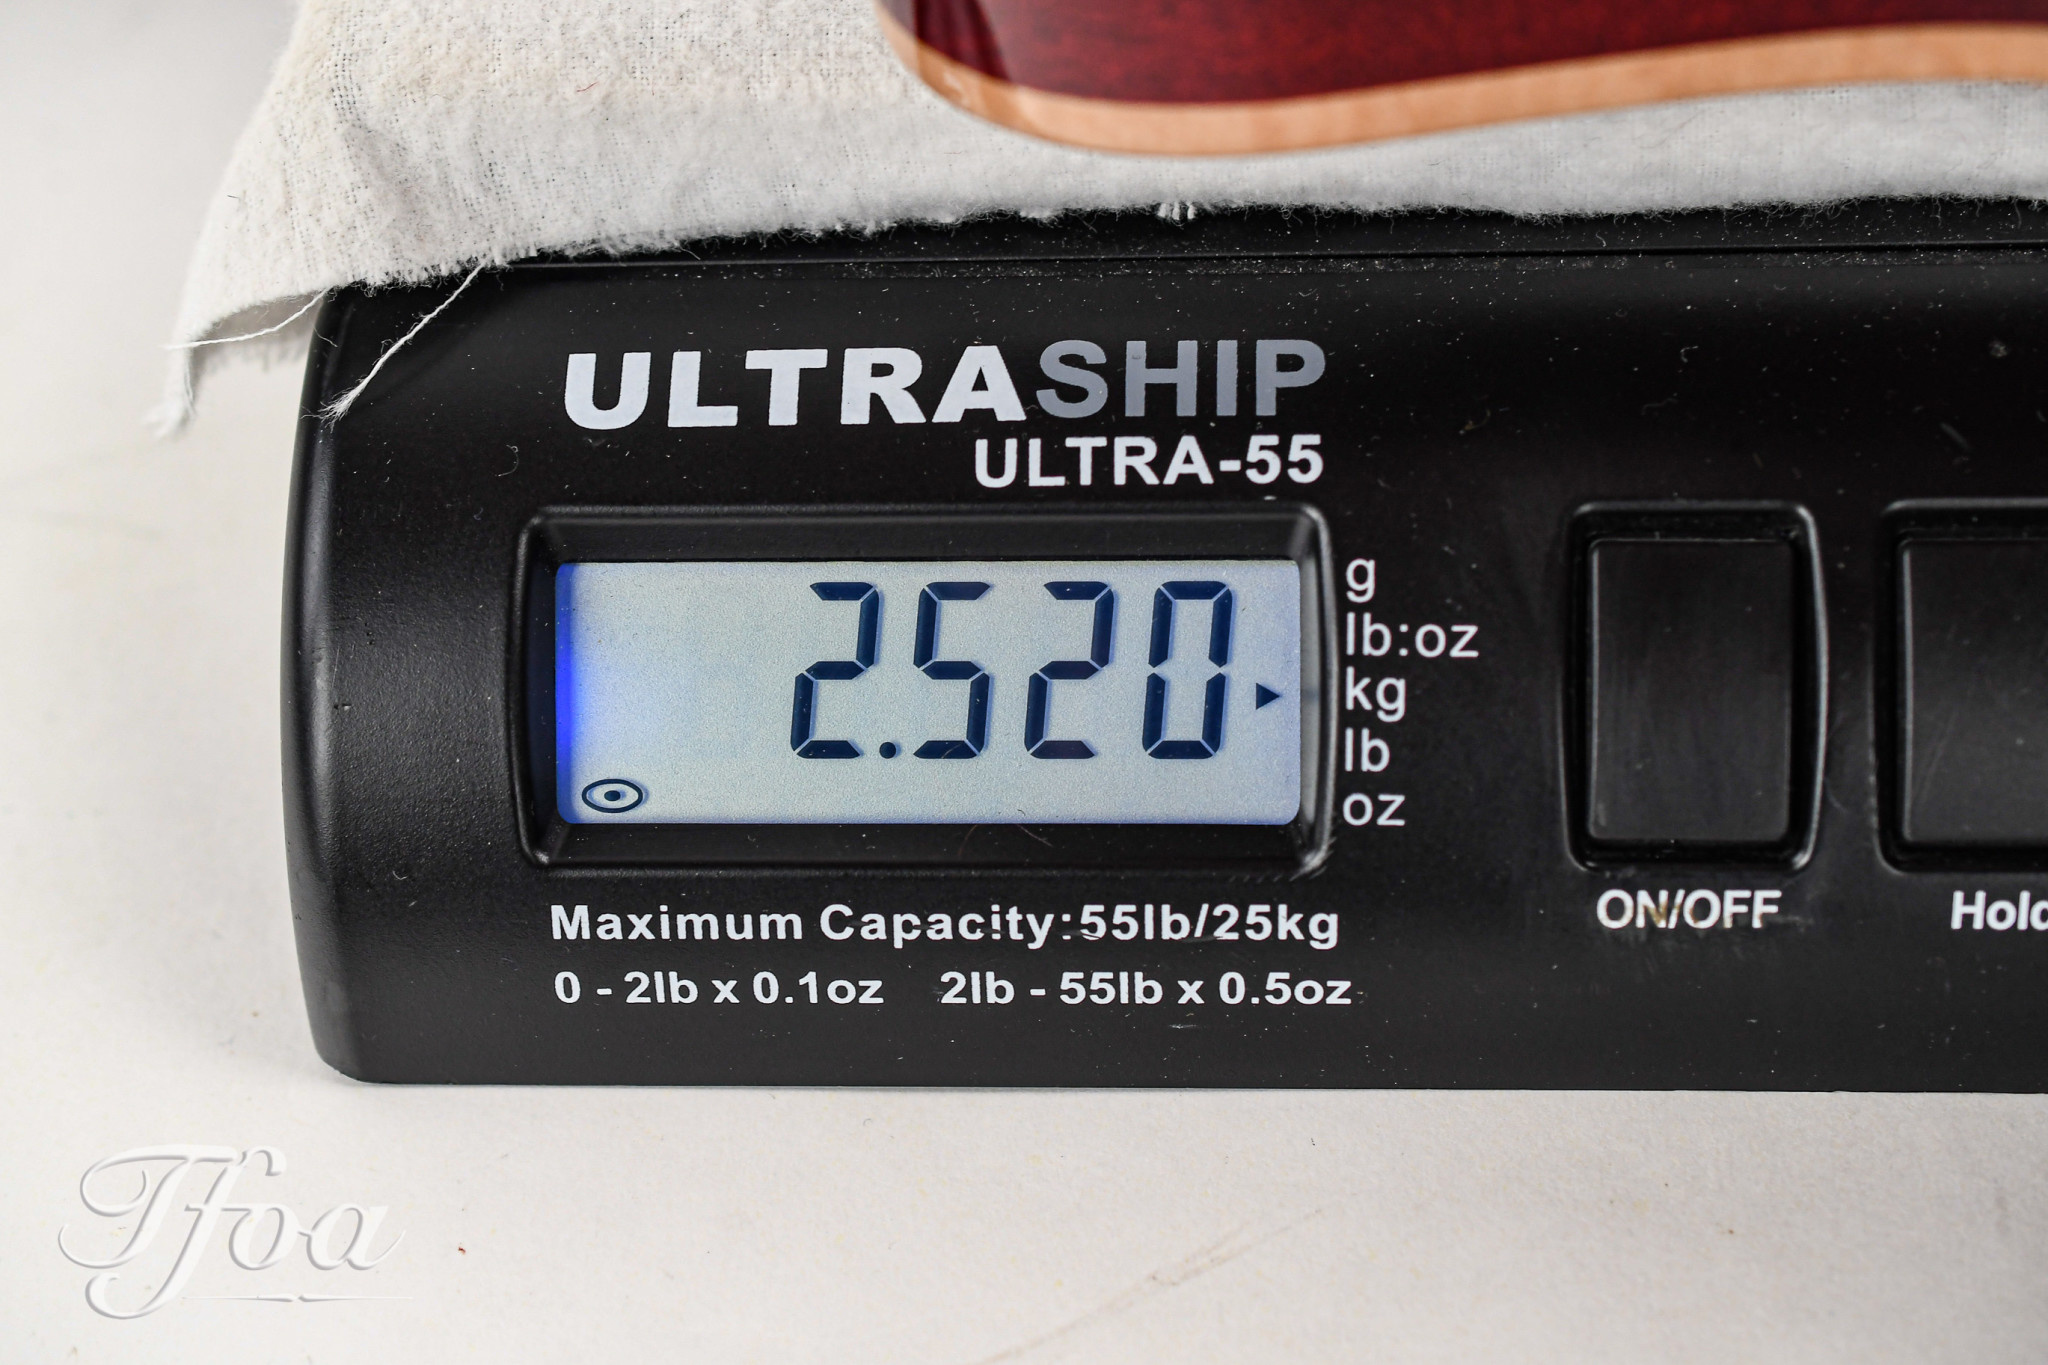 ULTRASHIP
ULTRA-55
2.520
g
lb:oz
kg
lb
oz
ON/OFF
Hold
Maximum Capacity:55lb/25kg
0 - 2lb x 0.1oz 2lb - 55lb x 0.5oz
Tfoa